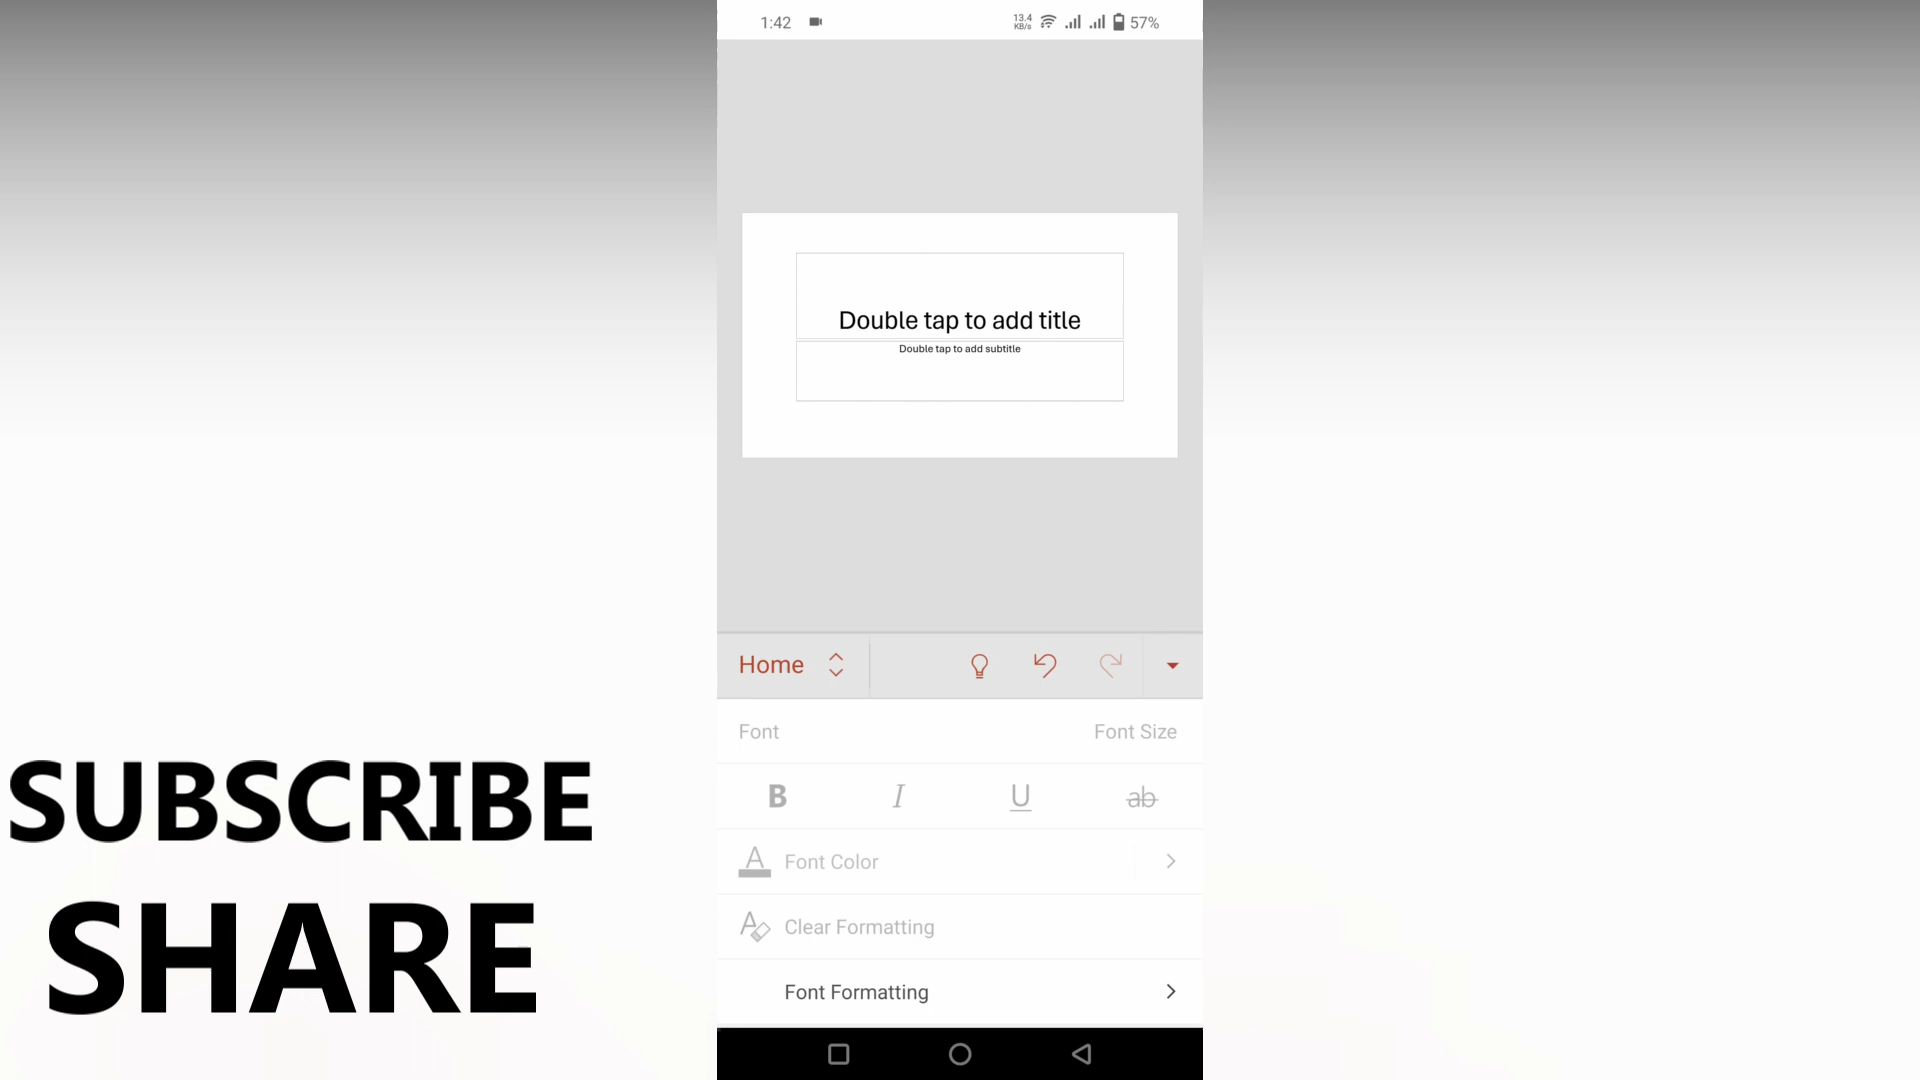 1:42
13.4
KB/s
57%
Double tap to add title
Double tap to add subtitle
Home
Font
Font Size
B I U ab
A Font Color
A Clear Formatting
Font Formatting
SUBSCRIBE
SHARE